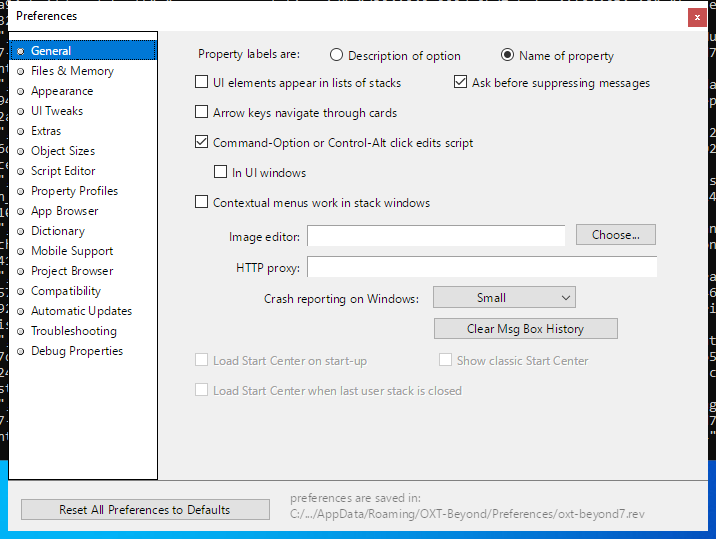 Preferences
General
Files & Memory
Appearance
UI Tweaks
Extras
Object Sizes
Script Editor
Property Profiles
App Browser
Dictionary
Mobile Support
Project Browser
Compatibility
Automatic Updates
Troubleshooting
Debug Properties
Property labels are: Description of option Name of property
UI elements appear in lists of stacks Ask before suppressing messages
Arrow keys navigate through cards
Command-Option or Control-Alt click edits script
In UI windows
Contextual menus work in stack windows
Image editor: Choose...
HTTP proxy:
Crash reporting on Windows: Small
Clear Msg Box History
Load Start Center on start-up Show classic Start Center
Load Start Center when last user stack is closed
Reset All Preferences to Defaults
preferences are saved in:
C:/.../AppData/Roaming/OXT-Beyond/Preferences/oxt-beyond7.rev